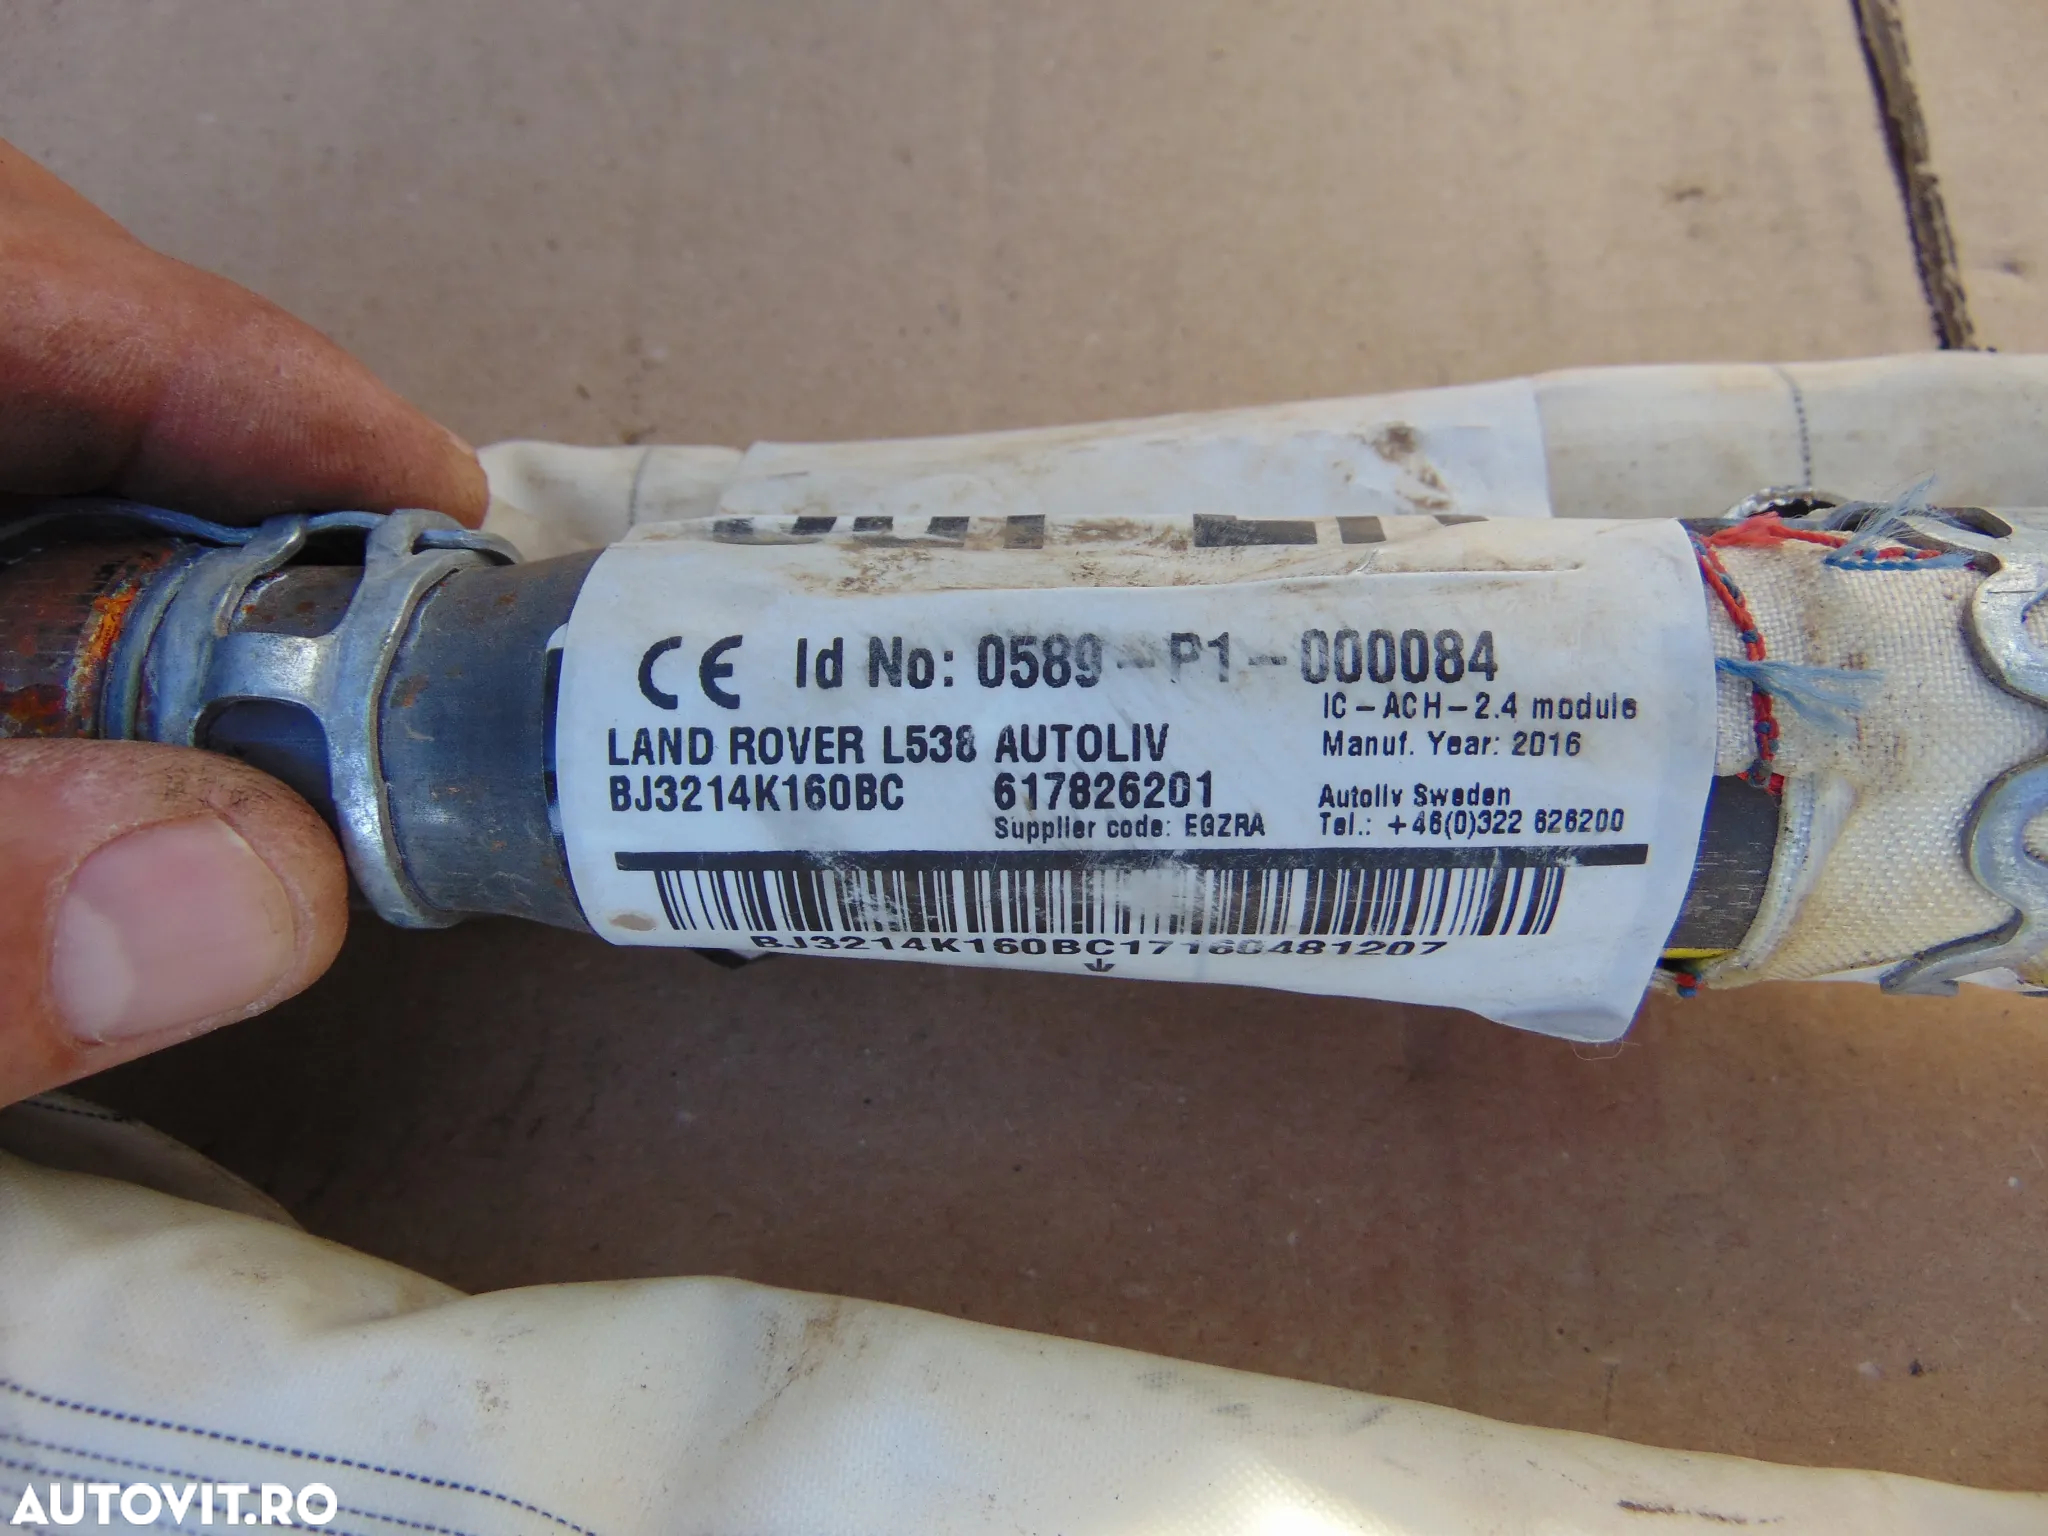 CE Id No: 0589-P1-000084
IC-ACH-2.4 module
LAND ROVER L538 AUTOLIV
Manuf. Year: 2016
BJ3214K160BC 617826201
Autoliv Sweden
Supplier code: EGZRA
Tel.: +46(0)322 626200
BJ3214K160BC17160481207
AUTOVIT.RO